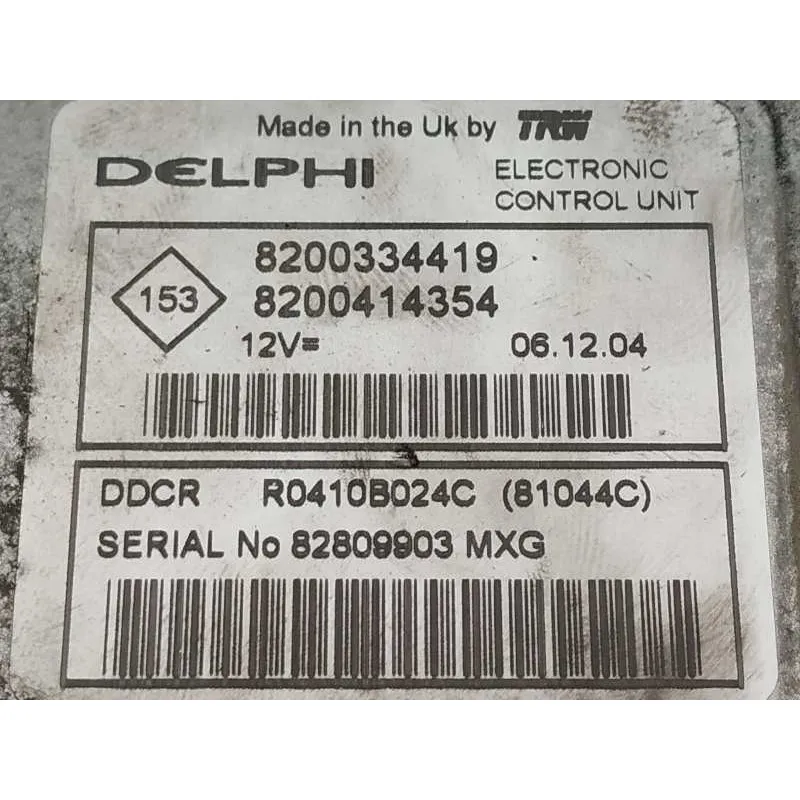 Made in the Uk by TRW
DELPHI ELECTRONIC
CONTROL UNIT
8200334419
153
8200414354
12V= 06.12.04
DDCR R0410B024C (81044C)
SERIAL No 82809903 MXG